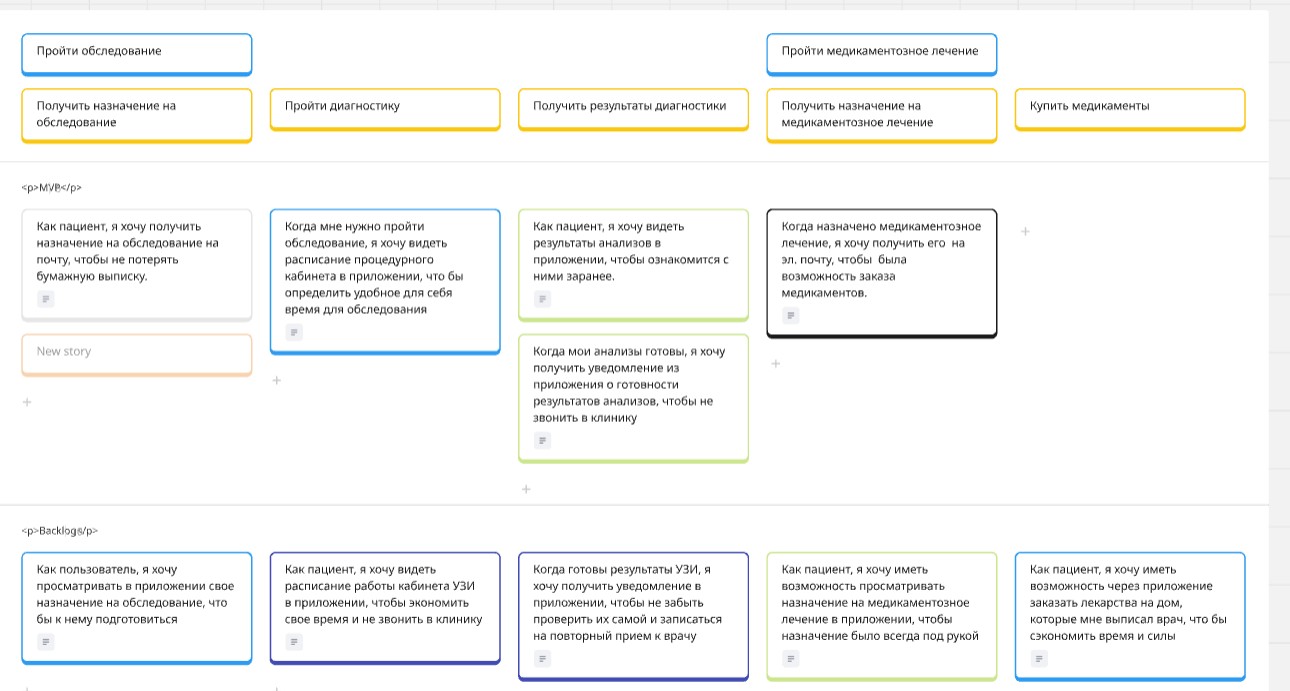 Пройти обследование
Пройти медикаментозное лечение
Получить назначение на
обследование
Пройти диагностику
Получить результаты диагностики
Получить назначение на
медикаментозное лечение
Купить медикаменты
<p>MVP</p>
Как пациент, я хочу получить
назначение на обследование на
почту, чтобы не потерять
бумажную выписку.
New story
Когда мне нужно пройти
обследование, я хочу видеть
расписание процедурного
кабинета в приложении, что бы
определить удобное для себя
время для обследования
Как пациент, я хочу видеть
результаты анализов в
приложении, чтобы ознакомится с
ними заранее.
Когда мои анализы готовы, я хочу
получить уведомление из
приложения о готовности
результатов анализов, чтобы не
звонить в клинику
Когда назначено медикаментозное
лечение, я хочу получить его на
эл. почту, чтобы была
возможность заказа
медикаментов.
<p>Backlog</p>
Как пользователь, я хочу
просматривать в приложении свое
назначение на обследование, что
бы к нему подготовиться
Как пациент, я хочу видеть
расписание работы кабинета УЗИ
в приложении, чтобы экономить
свое время и не звонить в клинику
Когда готовы результаты УЗИ, я
хочу получить уведомление в
приложении, чтобы не забыть
проверить их самой и записаться
на повторный прием к врачу
Как пациент, я хочу иметь
возможность просматривать
назначение на медикаментозное
лечение в приложении, чтобы
назначение было всегда под рукой
Как пациент, я хочу иметь
возможность через приложение
заказать лекарства на дом,
которые мне выписал врач, что бы
сэкономить время и силы